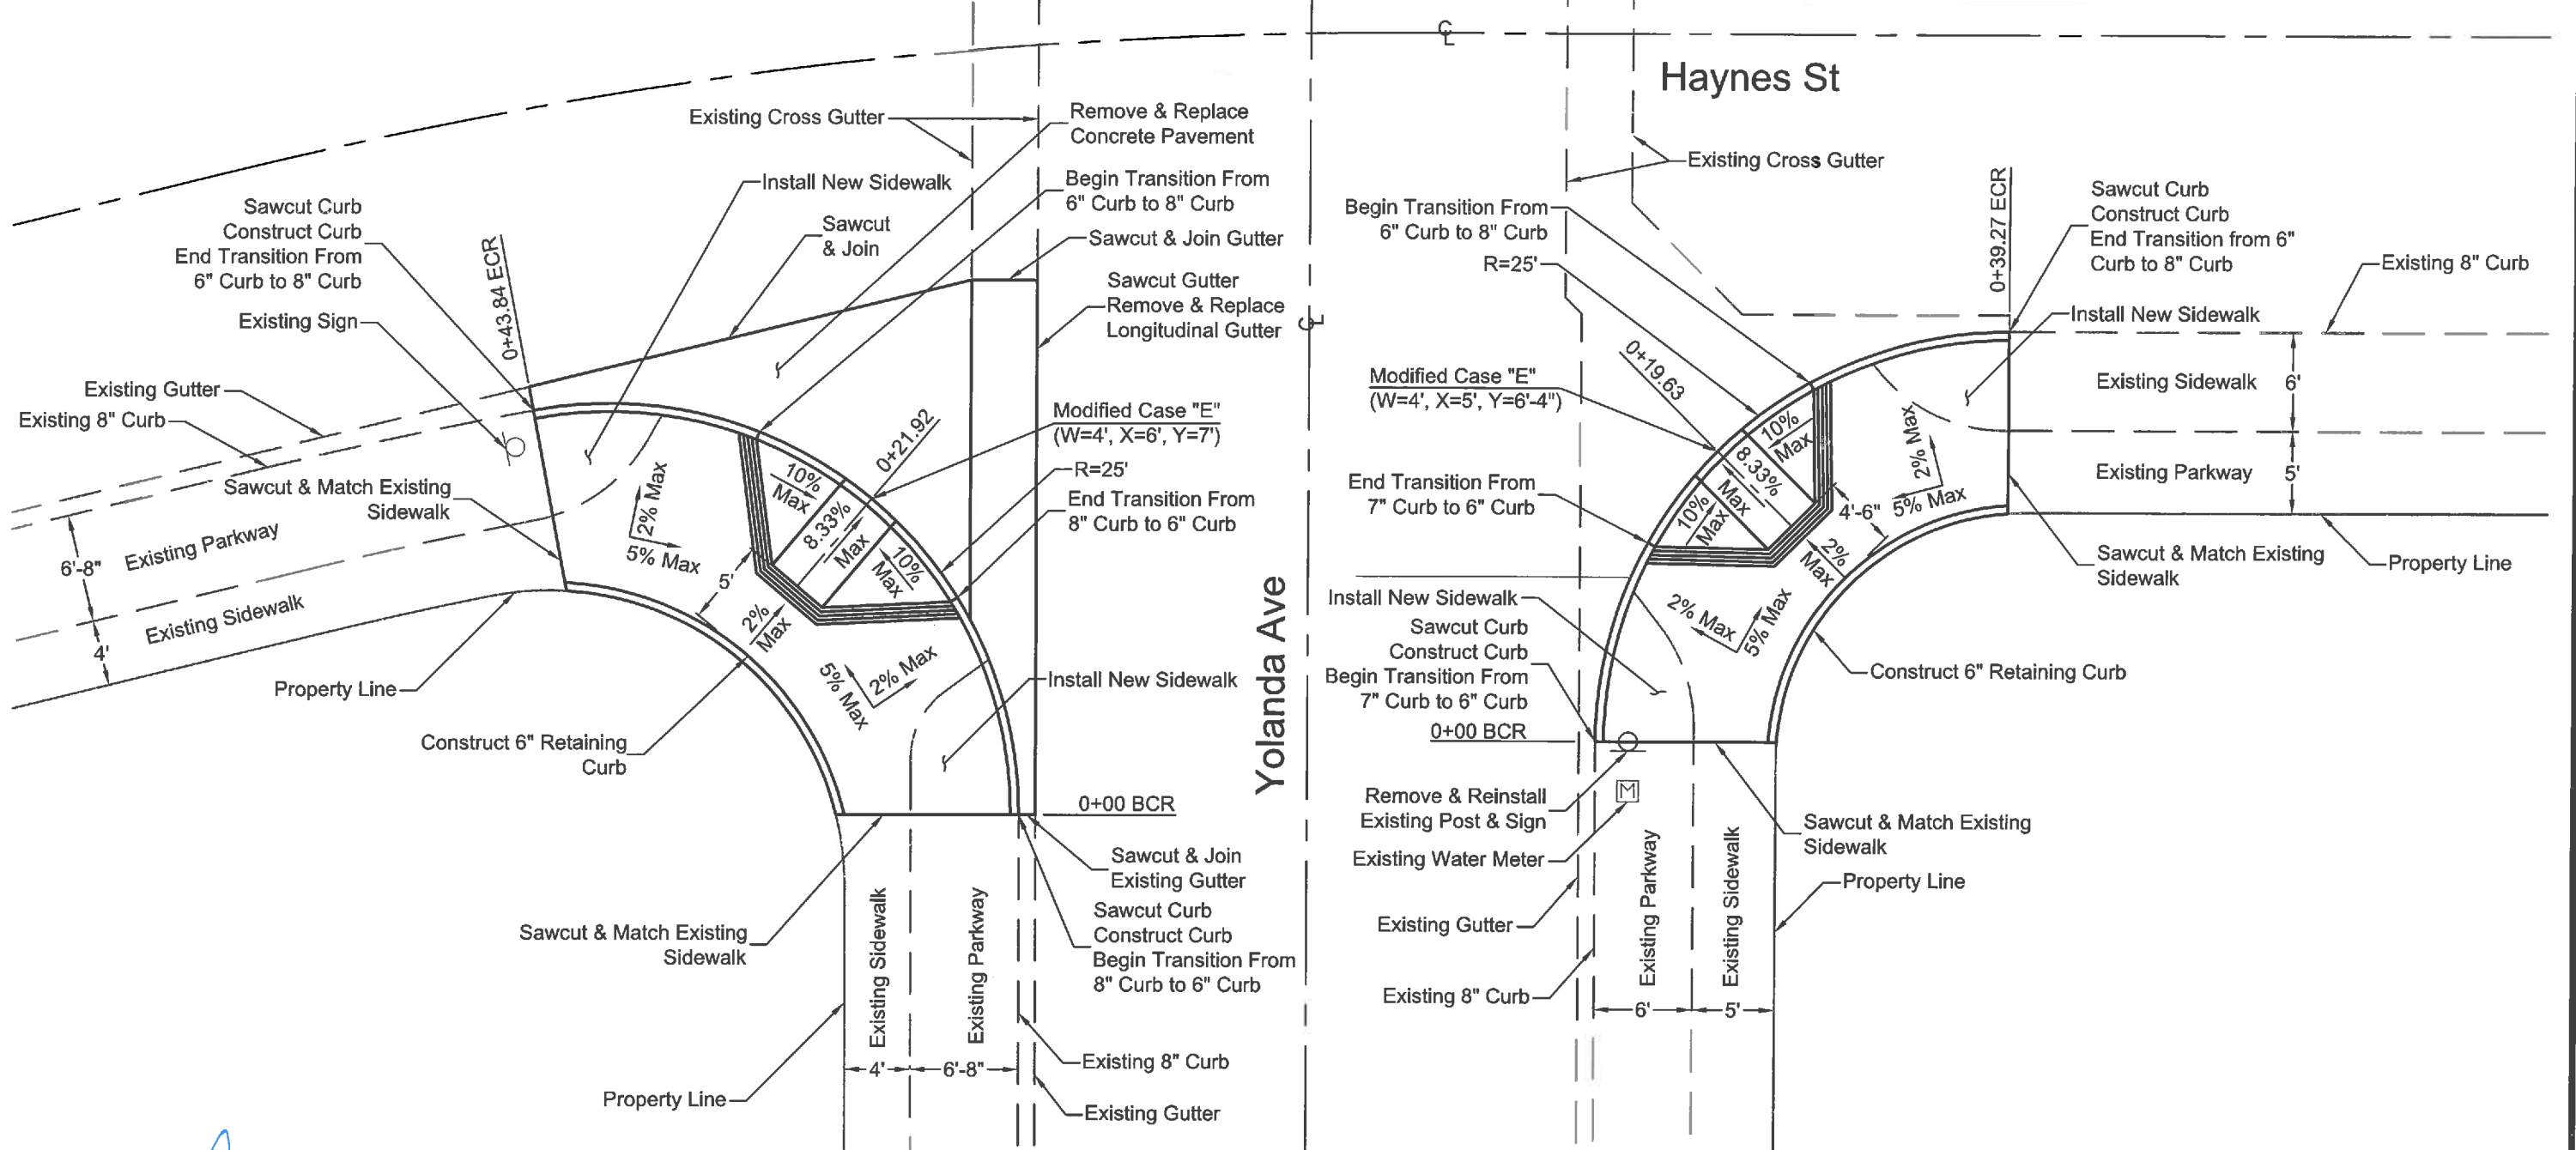 ℄
Haynes St
Existing Cross Gutter
Remove & Replace
Concrete Pavement
Install New Sidewalk
Begin Transition From
6" Curb to 8" Curb
Sawcut
& Join
Sawcut & Join Gutter
Sawcut Curb
Construct Curb
End Transition From
6" Curb to 8" Curb
0+43.84 ECR
Sawcut Gutter
Remove & Replace
Longitudinal Gutter
Existing Sign
Existing Gutter
Existing 8" Curb
Modified Case "E"
(W=4', X=6', Y=7')
0+21.92
R=25'
End Transition From
8" Curb to 6" Curb
Sawcut & Match Existing
Sidewalk
10%
Max
8.33%
Max
10%
Max
2% Max
5% Max
5'
2%
Max
6'-8"
Existing Parkway
Existing Sidewalk
4'
5% Max
2% Max
Install New Sidewalk
Property Line
Construct 6" Retaining
Curb
0+00 BCR
Sawcut & Join
Existing Gutter
Sawcut Curb
Construct Curb
Begin Transition From
8" Curb to 6" Curb
Sawcut & Match Existing
Sidewalk
Existing Sidewalk
Existing Parkway
4'
6'-8"
Existing 8" Curb
Property Line
Existing Gutter
Yolanda Ave
℄
Existing Cross Gutter
0+39.27 ECR
Sawcut Curb
Construct Curb
End Transition from 6"
Curb to 8" Curb
Begin Transition From
6" Curb to 8" Curb
R=25'
Existing 8" Curb
Install New Sidewalk
0+19.63
Modified Case "E"
(W=4', X=5', Y=6'-4")
Existing Sidewalk
6'
Existing Parkway
5'
10%
Max
8.33%
Max
10%
Max
2% Max
5% Max
4'-6"
2%
Max
End Transition From
7" Curb to 6" Curb
Sawcut & Match Existing
Sidewalk
Property Line
Install New Sidewalk
2% Max
5% Max
Sawcut Curb
Construct Curb
Begin Transition From
7" Curb to 6" Curb
Construct 6" Retaining Curb
0+00 BCR
Remove & Reinstall
Existing Post & Sign
M
Existing Water Meter
Sawcut & Match Existing
Sidewalk
Property Line
Existing Gutter
Existing Parkway
Existing Sidewalk
Existing 8" Curb
6'
5'